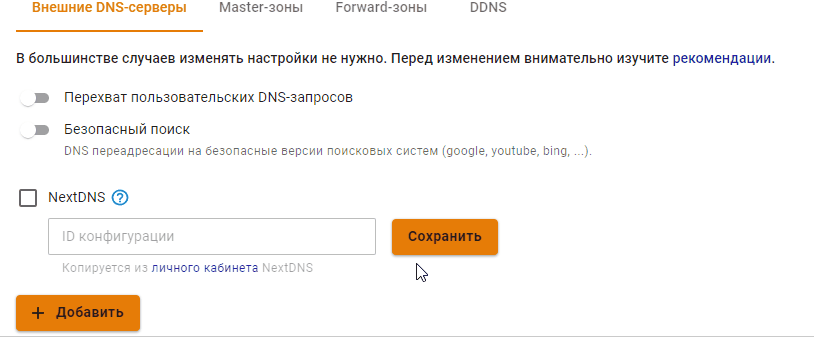 Внешние DNS-серверы Master-зоны Forward-зоны DDNS
В большинстве случаев изменять настройки не нужно. Перед изменением внимательно изучите рекомендации.
Перехват пользовательских DNS-запросов
Безопасный поиск
DNS переадресации на безопасные версии поисковых систем (google, youtube, bing, ...).
NextDNS ?
ID конфигурации Сохранить
Копируется из личного кабинета NextDNS
+ Добавить